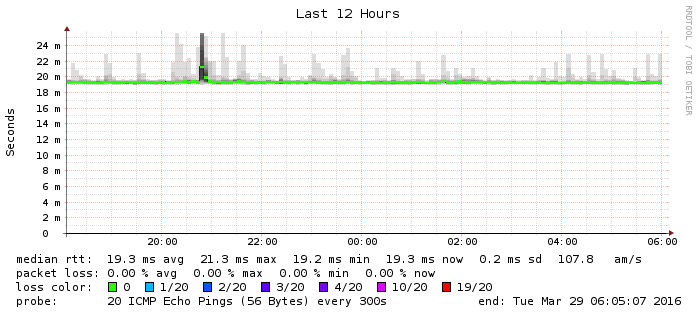 Last 12 Hours
RRDTOOL / TOBI OETIKER
Seconds
24 m
22 m
20 m
18 m
16 m
14 m
12 m
10 m
8 m
6 m
4 m
2 m
0
20:00 22:00 00:00 02:00 04:00 06:00
median rtt: 19.3 ms avg 21.3 ms max 19.2 ms min 19.3 ms now 0.2 ms sd 107.8 am/s
packet loss: 0.00 % avg 0.00 % max 0.00 % min 0.00 % now
loss color: 0 1/20 2/20 3/20 4/20 10/20 19/20
probe: 20 ICMP Echo Pings (56 Bytes) every 300s end: Tue Mar 29 06:05:07 2016